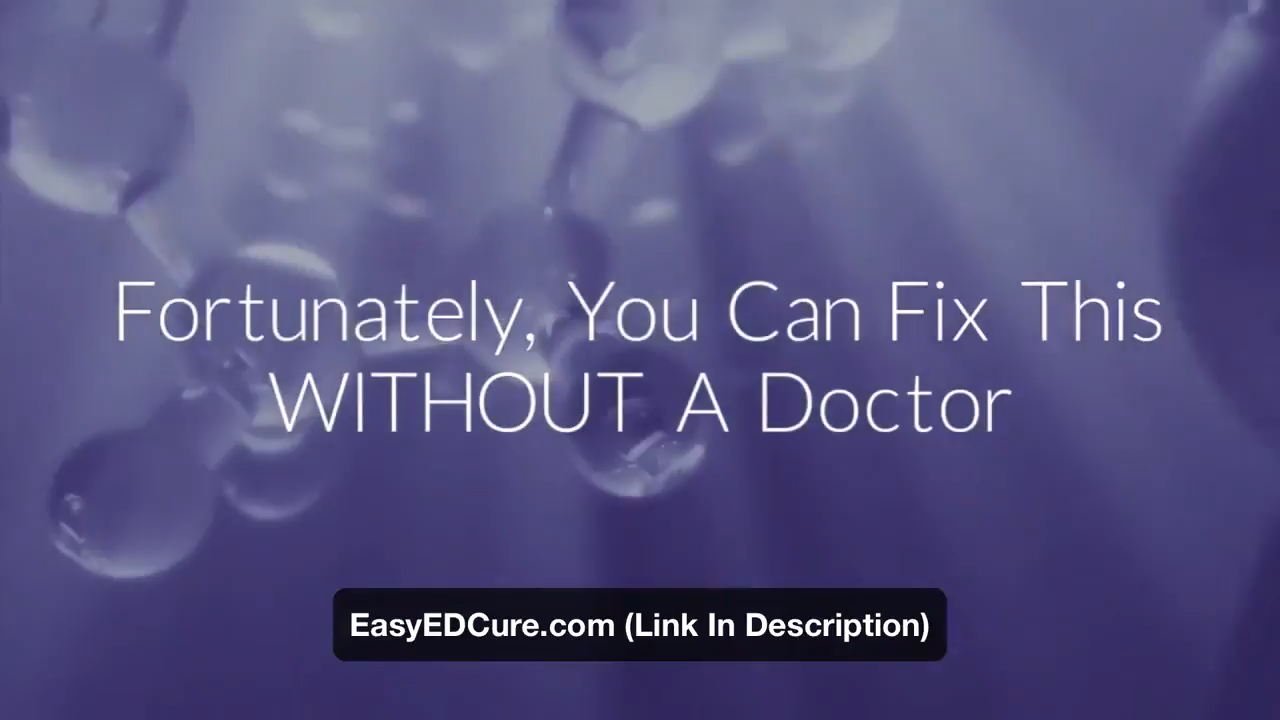 Fortunately, You Can Fix This
WITHOUT A Doctor
EasyEDCure.com (Link In Description)